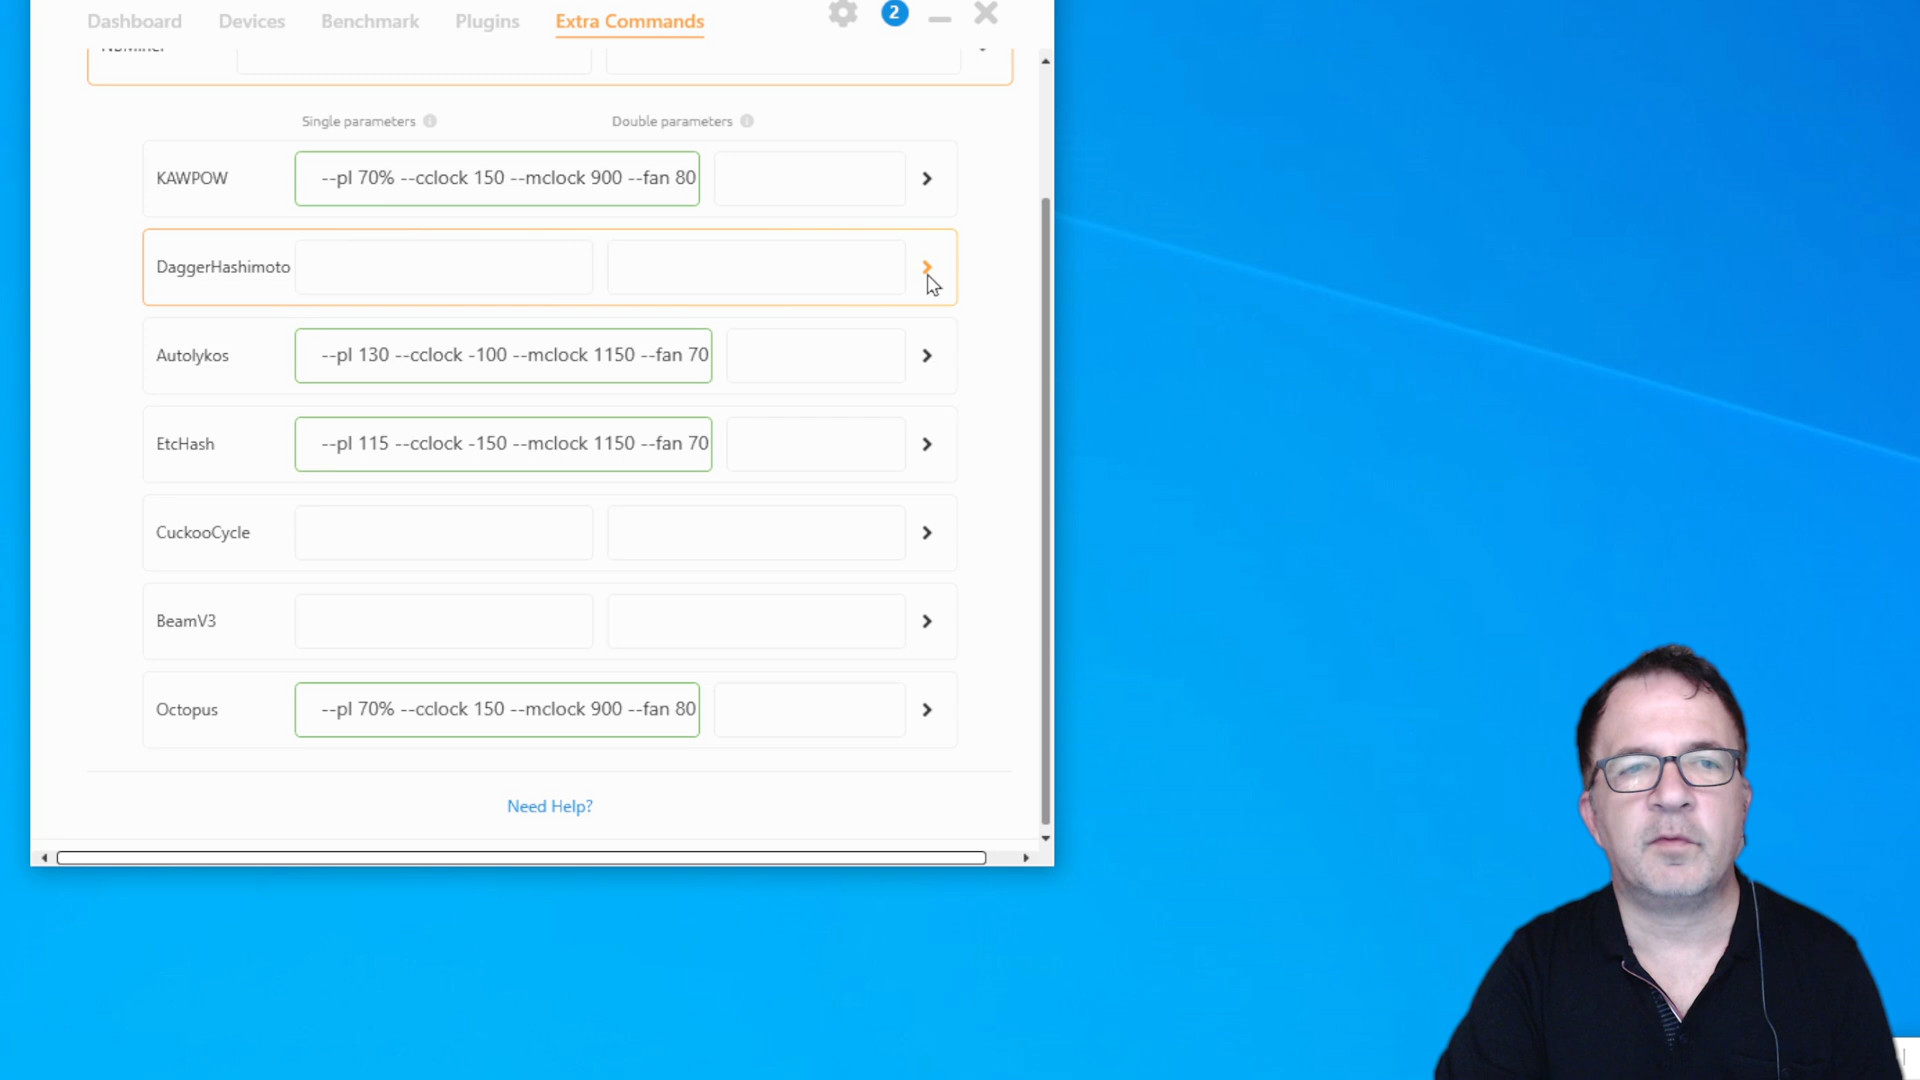 Dashboard Devices Benchmark Plugins Extra Commands 2
NBMiner
Single parameters Double parameters
KAWPOW --pl 70% --cclock 150 --mclock 900 --fan 80
DaggerHashimoto
Autolykos --pl 130 --cclock -100 --mclock 1150 --fan 70
EtcHash --pl 115 --cclock -150 --mclock 1150 --fan 70
CuckooCycle
BeamV3
Octopus --pl 70% --cclock 150 --mclock 900 --fan 80
Need Help?